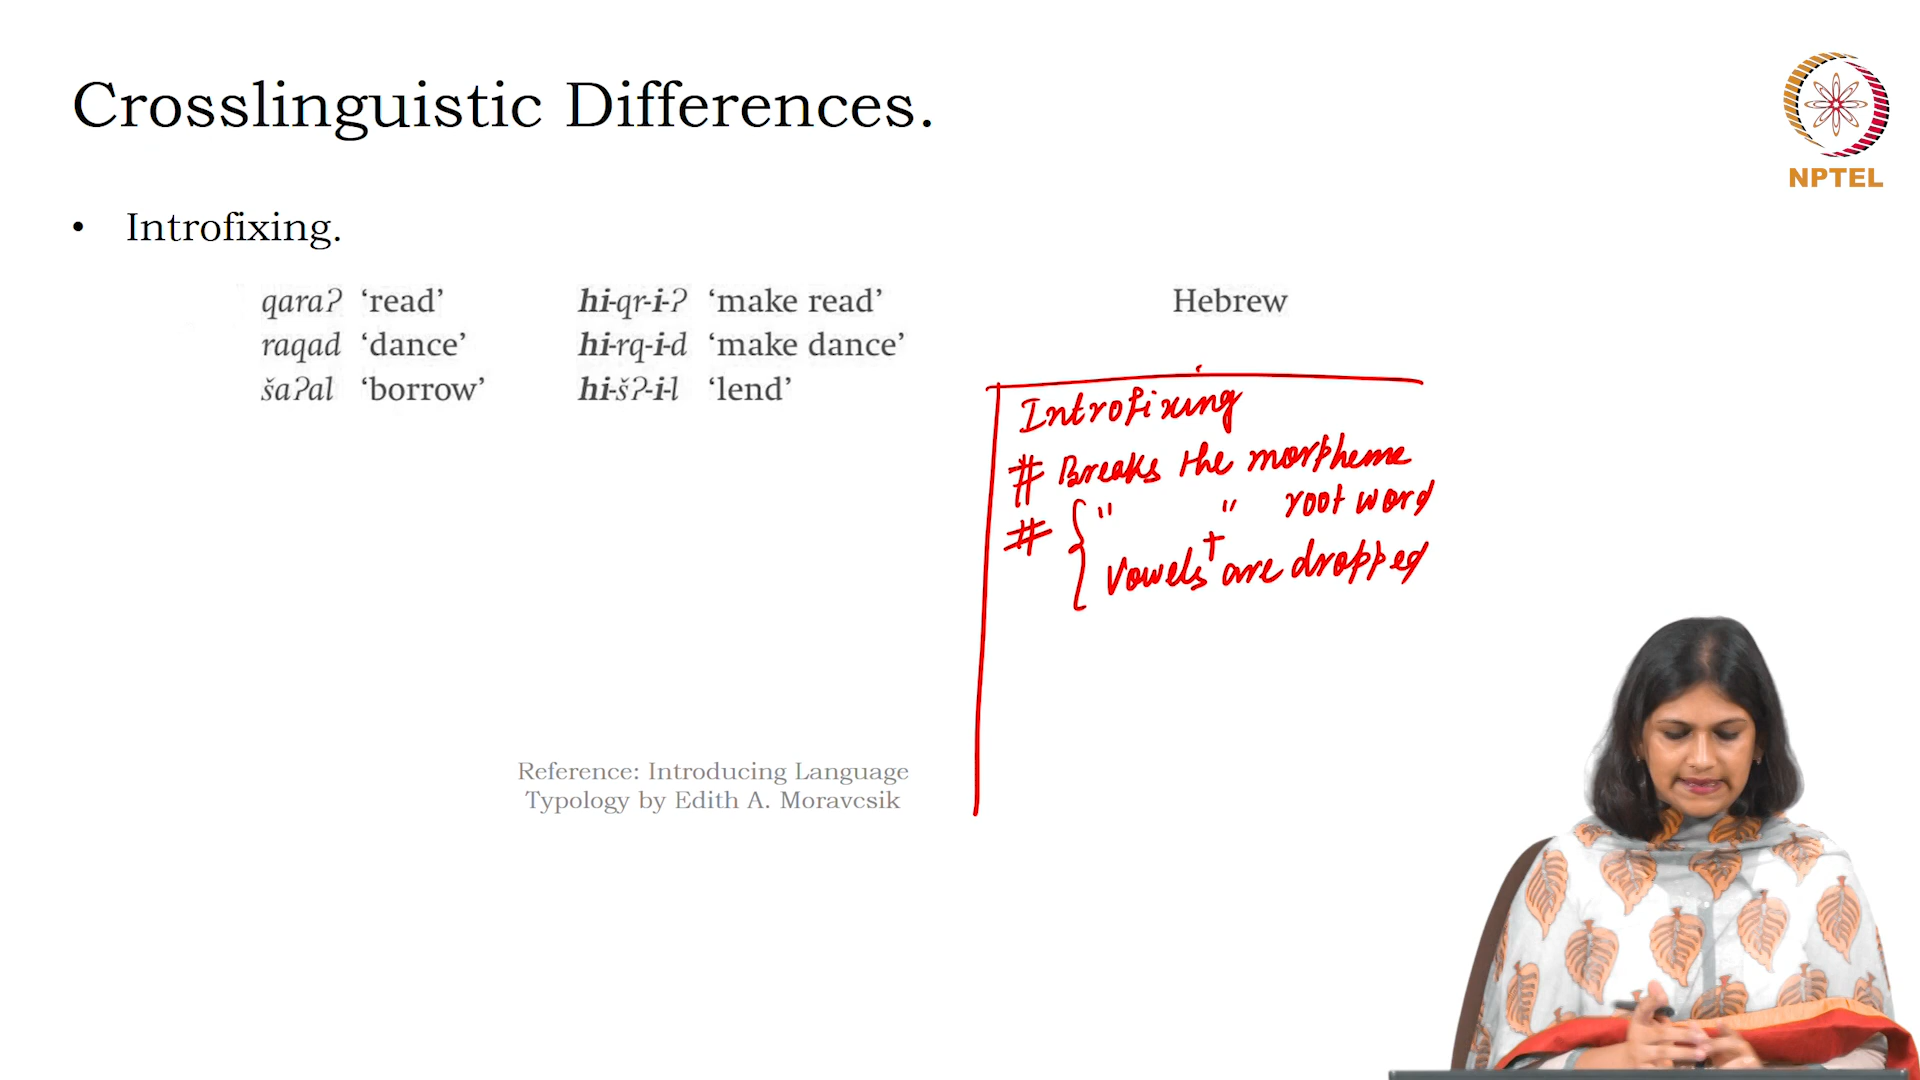 Crosslinguistic Differences.
NPTEL
• Introfixing.
qaraʔ ‘read’ hi-qr-i-ʔ ‘make read’ Hebrew
raqad ‘dance’ hi-rq-i-d ‘make dance’
šaʔal ‘borrow’ hi-šʔ-i-l ‘lend’
Introfixing
# Breaks the morpheme
# { " " root word
+
Vowels are dropped
Reference: Introducing Language
Typology by Edith A. Moravcsik